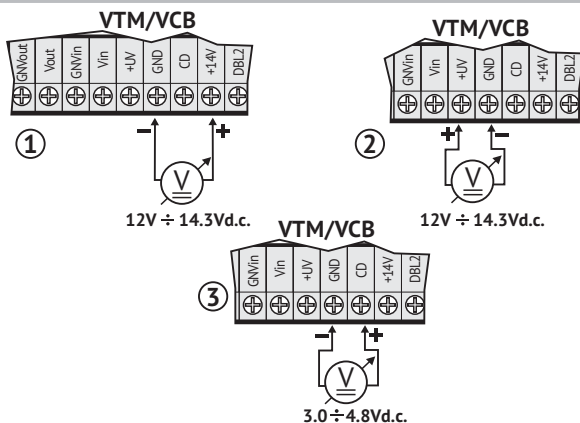 VTM/VCB
GNVout Vout GNVin Vin +UV GND CD +14V DBL2
- +
1
V
12V ÷ 14.3Vd.c.
VTM/VCB
GNVin Vin +UV GND CD +14V DBL2
+ -
2
V
12V ÷ 14.3Vd.c.
VTM/VCB
GNVin Vin +UV GND CD +14V DBL2
3
- +
V
3.0÷4.8Vd.c.